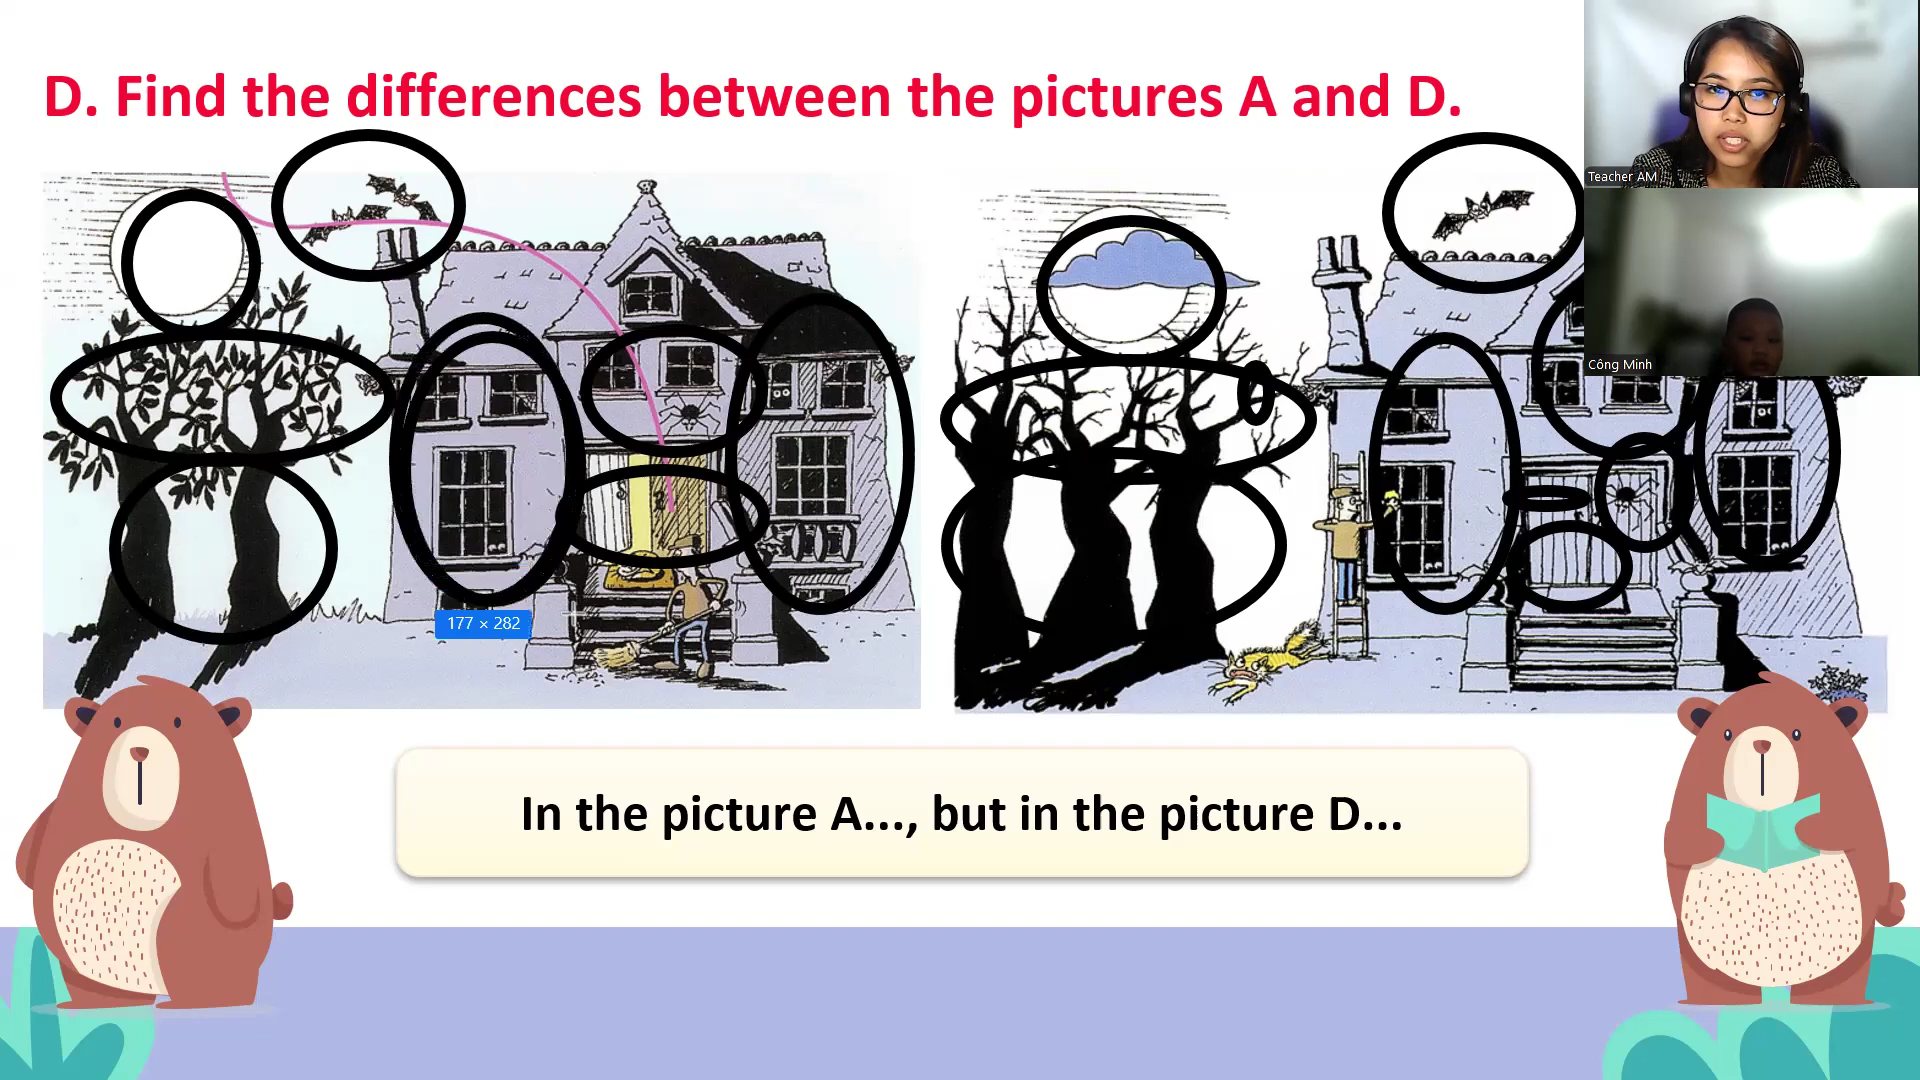 D. Find the differences between the pictures A and D.
Teacher AM
Công Minh
177 × 282
In the picture A..., but in the picture D...